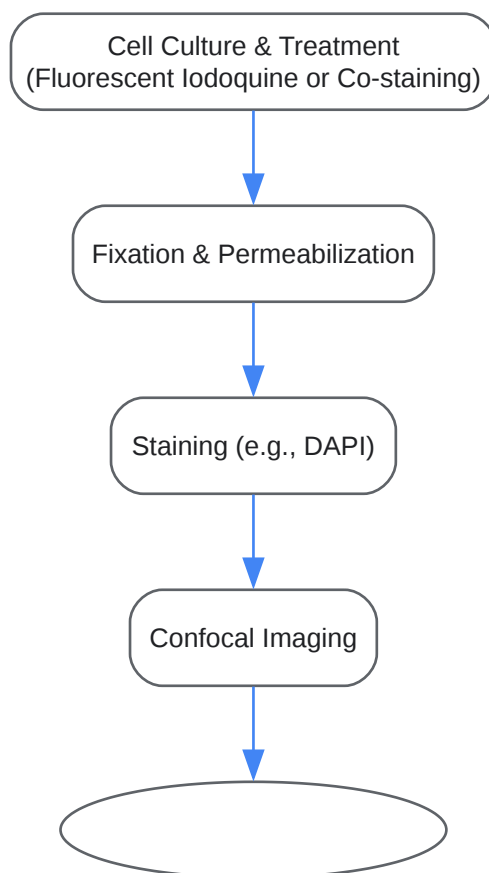 Cell Culture & Treatment
(Fluorescent Iodoquine or Co-staining)
Fixation & Permeabilization
Staining (e.g., DAPI)
Confocal Imaging